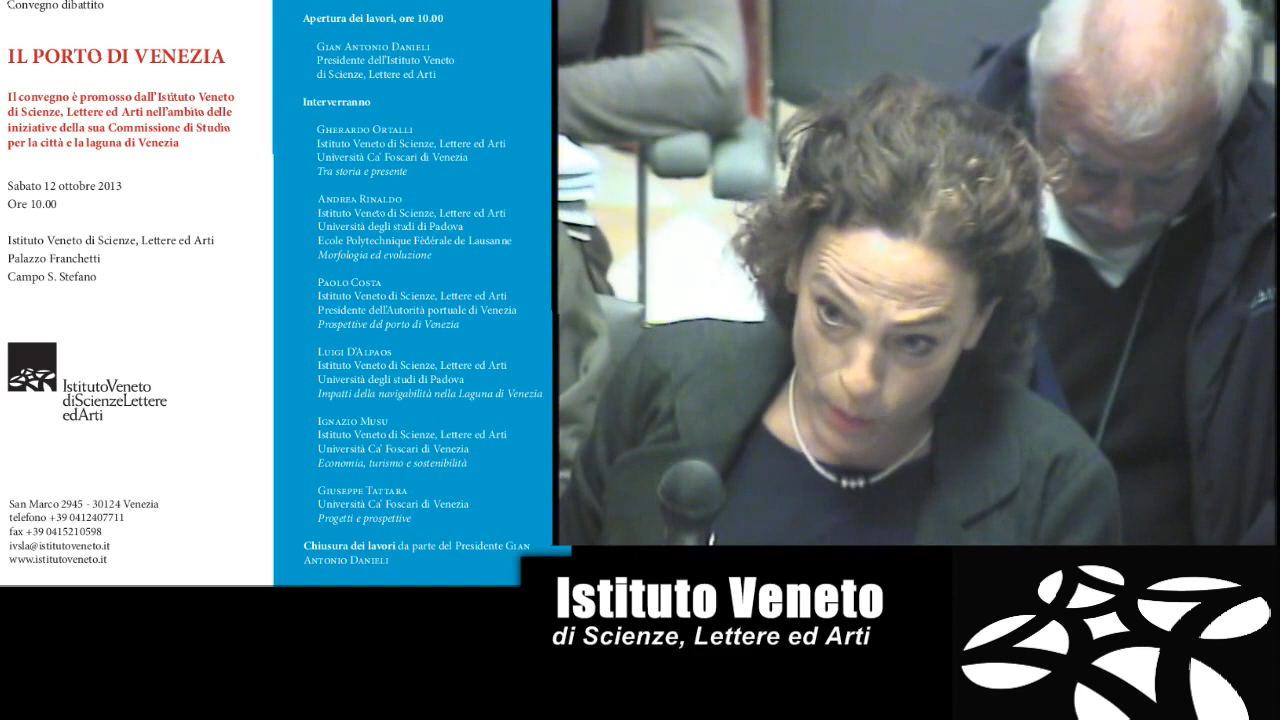 Convegno dibattito
IL PORTO DI VENEZIA
Il convegno è promosso dall'Istituto Veneto
di Scienze, Lettere ed Arti nell'ambito delle
iniziative della sua Commissione di Studio
per la città e la laguna di Venezia
Sabato 12 ottobre 2013
Ore 10.00
Istituto Veneto di Scienze, Lettere ed Arti
Palazzo Franchetti
Campo S. Stefano
IstitutoVeneto
diScienzeLettere
edArti
San Marco 2945 - 30124 Venezia
telefono +39 0412407711
fax +39 0415210598
ivsla@istitutoveneto.it
www.istitutoveneto.it
Apertura dei lavori, ore 10.00
Gian Antonio Danieli
Presidente dell'Istituto Veneto
di Scienze, Lettere ed Arti
Interverranno
Gherardo Ortalli
Istituto Veneto di Scienze, Lettere ed Arti
Università Ca' Foscari di Venezia
Tra storia e presente
Andrea Rinaldo
Istituto Veneto di Scienze, Lettere ed Arti
Università degli studi di Padova
Ecole Polytechnique Fèdérale de Lausanne
Morfologia ed evoluzione
Paolo Costa
Istituto Veneto di Scienze, Lettere ed Arti
Presidente dell'Autorità portuale di Venezia
Prospettive del porto di Venezia
Luigi D'Alpaos
Istituto Veneto di Scienze, Lettere ed Arti
Università degli studi di Padova
Impatti della navigabilità nella Laguna di Venezia
Ignazio Musu
Istituto Veneto di Scienze, Lettere ed Arti
Università Ca' Foscari di Venezia
Economia, turismo e sostenibilità
Giuseppe Tattara
Università Ca' Foscari di Venezia
Progetti e prospettive
Chiusura dei lavori da parte del Presidente Gian
Antonio Danieli
Istituto Veneto
di Scienze, Lettere ed Arti